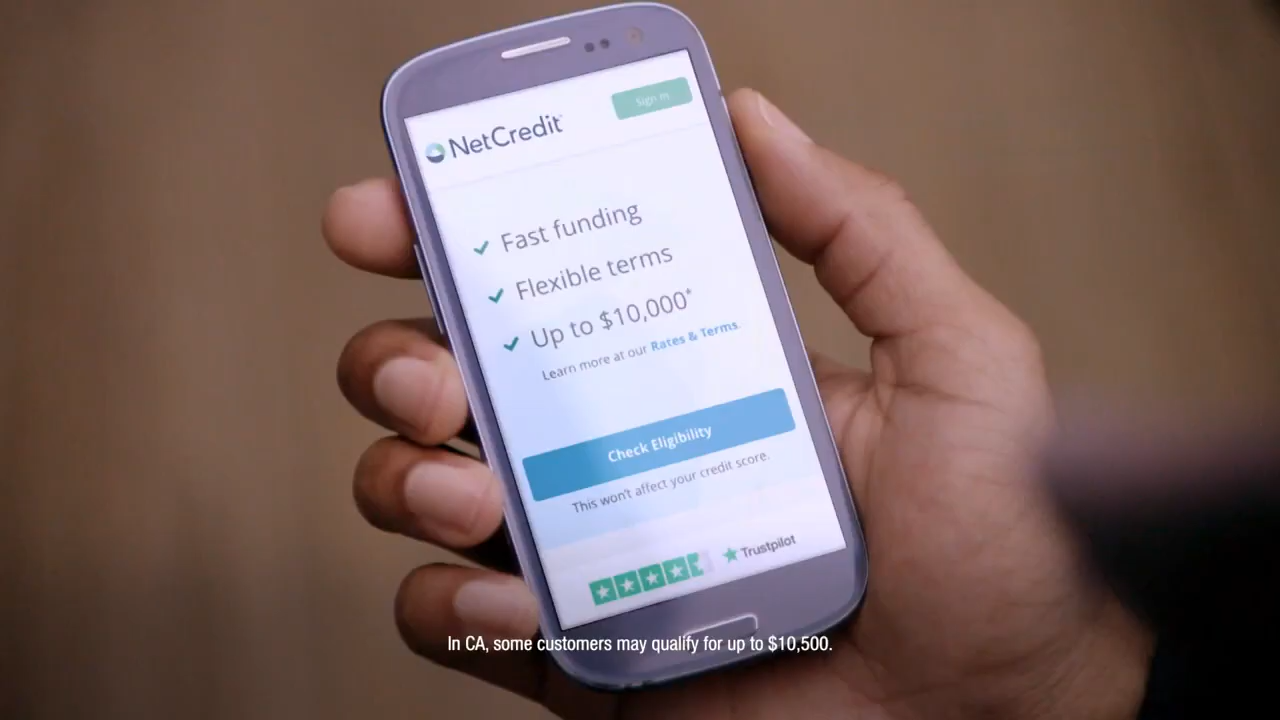 NetCredit
Sign In
Fast funding
Flexible terms
Up to $10,000*
Learn more at our Rates & Terms.
Check Eligibility
This won't affect your credit score.
Trustpilot
In CA, some customers may qualify for up to $10,500.